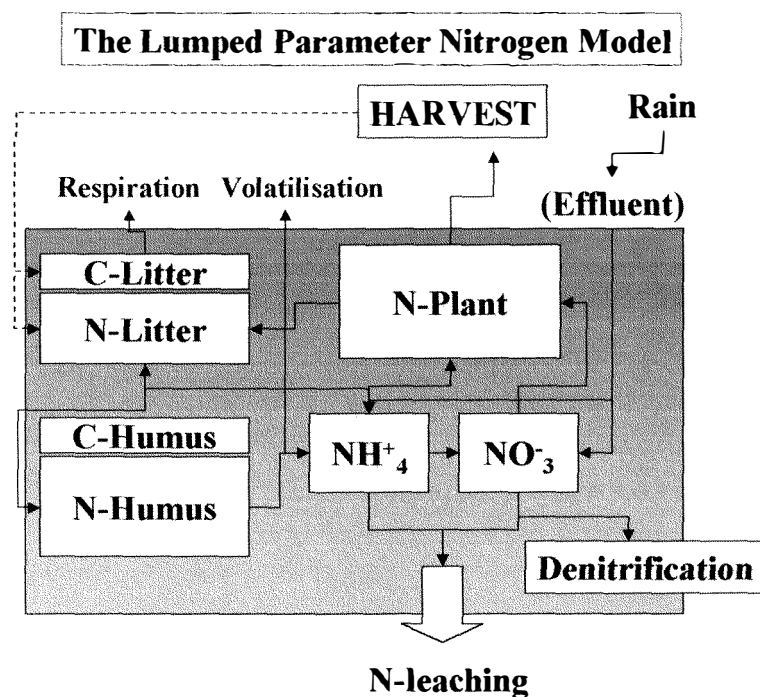 The Lumped Parameter Nitrogen Model
HARVEST
Rain
Respiration
Volatilisation
(Effluent)
C-Litter
N-Litter
N-Plant
C-Humus
N-Humus
NH⁺₄
NO⁻₃
Denitrification
N-leaching